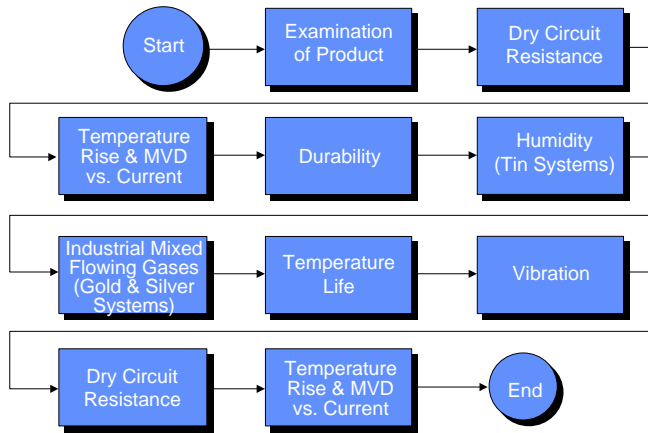 Start
Examination
of Product
Dry Circuit
Resistance
Temperature
Rise & MVD
vs. Current
Durability
Humidity
(Tin Systems)
Industrial Mixed
Flowing Gases
(Gold & Silver
Systems)
Temperature
Life
Vibration
Dry Circuit
Resistance
Temperature
Rise & MVD
vs. Current
End